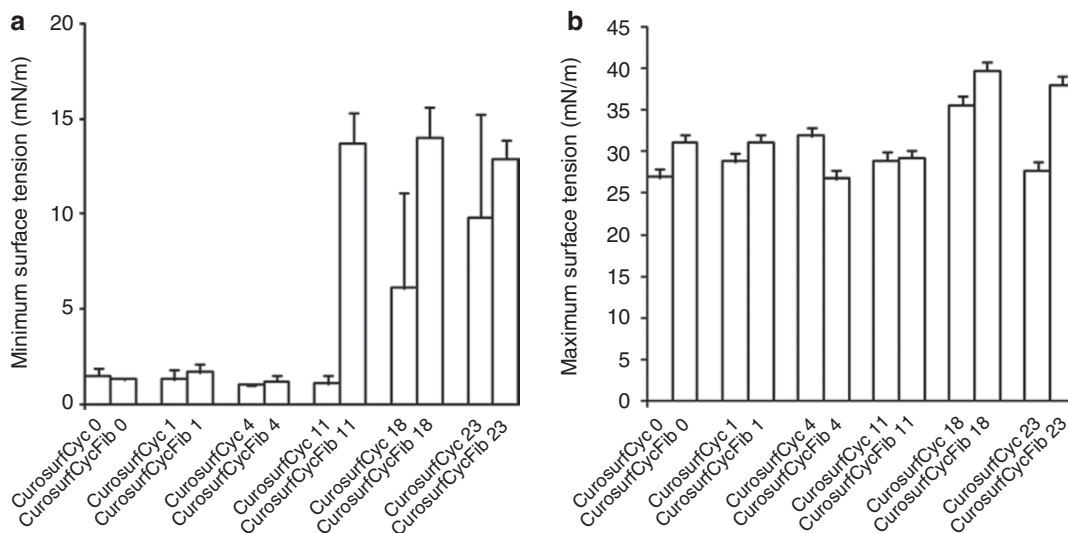 a
Minimum surface tension (mN/m)
20
15
10
5
0
CurosurfCyc 0
CurosurfCycFib 0
CurosurfCyc 1
CurosurfCycFib 1
CurosurfCyc 4
CurosurfCycFib 4
CurosurfCyc 11
CurosurfCycFib 11
CurosurfCyc 18
CurosurfCycFib 18
CurosurfCyc 23
CurosurfCycFib 23
b
Maximum surface tension (mN/m)
45
40
35
30
25
20
15
10
5
0
CurosurfCyc 0
CurosurfCycFib 0
CurosurfCyc 1
CurosurfCycFib 1
CurosurfCyc 4
CurosurfCycFib 4
CurosurfCyc 11
CurosurfCycFib 11
CurosurfCyc 18
CurosurfCycFib 18
CurosurfCyc 23
CurosurfCycFib 23